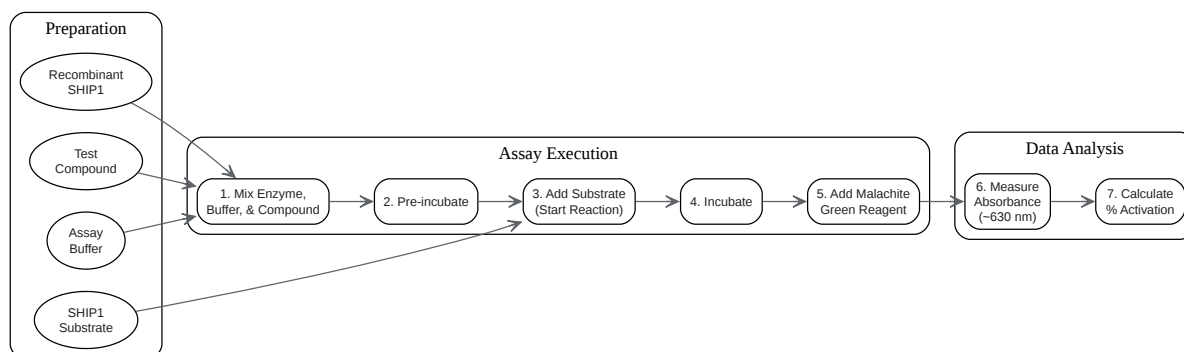 Preparation
Recombinant
SHIP1
Test
Compound
Assay
Buffer
SHIP1
Substrate
Assay Execution
1. Mix Enzyme,
Buffer, & Compound
2. Pre-incubate
3. Add Substrate
(Start Reaction)
4. Incubate
5. Add Malachite
Green Reagent
Data Analysis
6. Measure
Absorbance
(~630 nm)
7. Calculate
% Activation